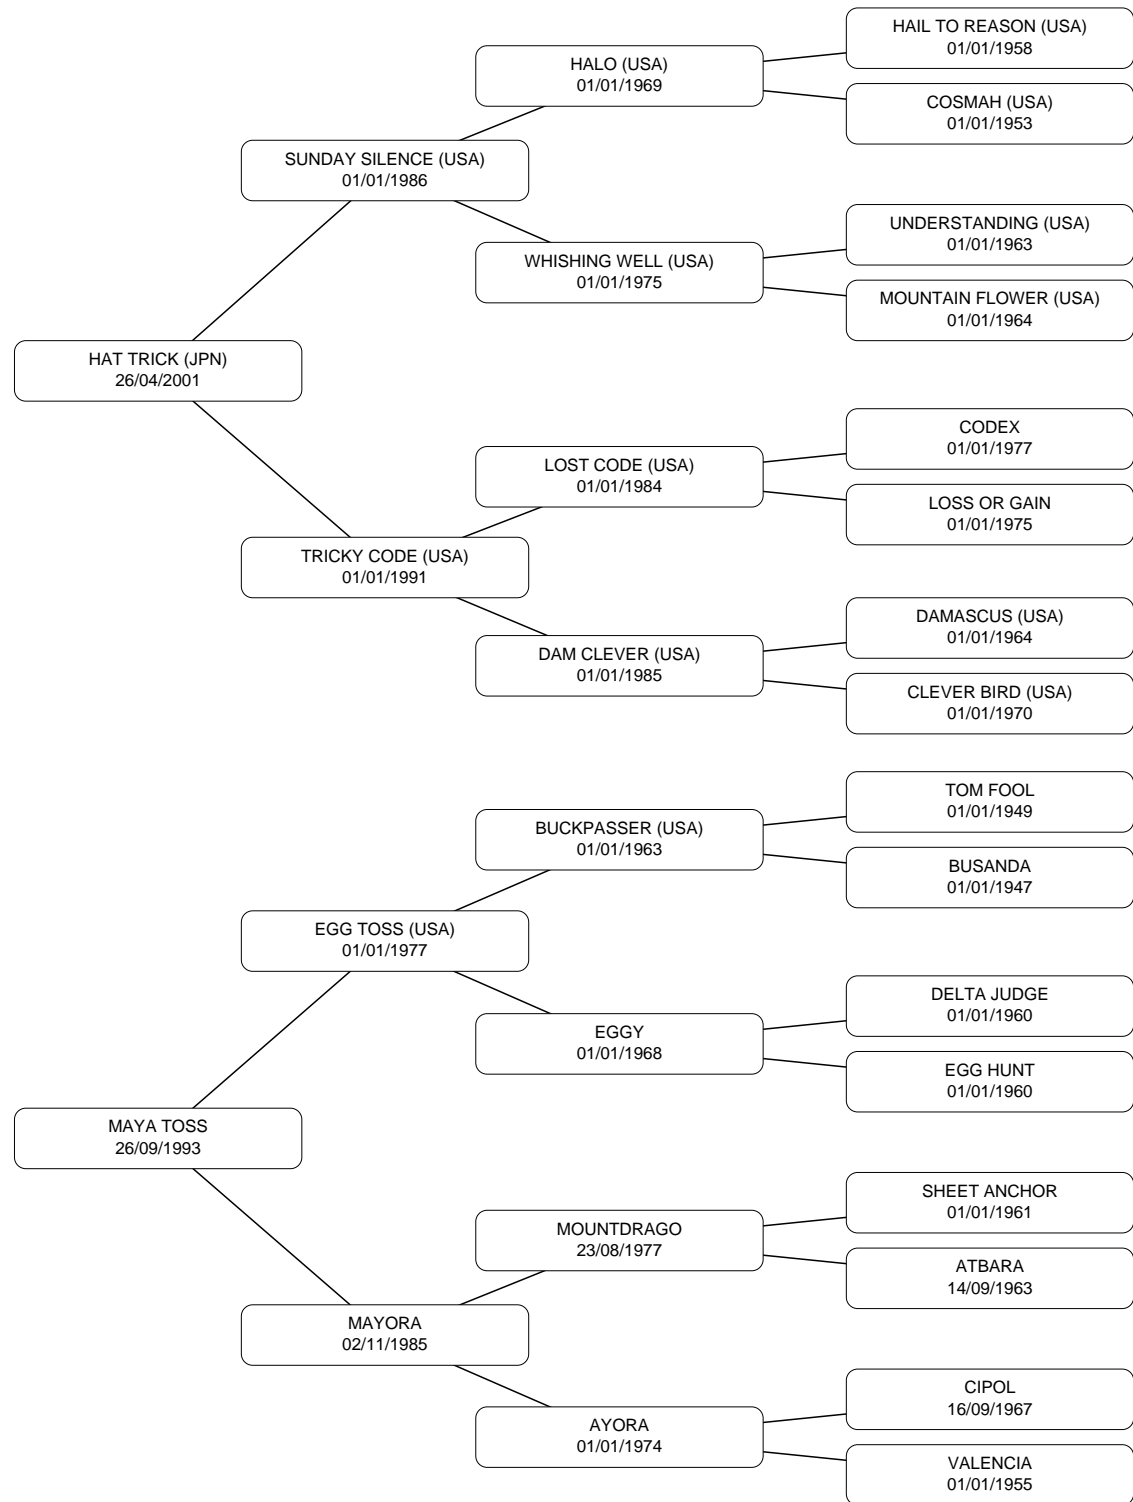 HAIL TO REASON (USA)
01/01/1958
HALO (USA)
01/01/1969
COSMAH (USA)
01/01/1953
SUNDAY SILENCE (USA)
01/01/1986
UNDERSTANDING (USA)
01/01/1963
WHISHING WELL (USA)
01/01/1975
MOUNTAIN FLOWER (USA)
01/01/1964
HAT TRICK (JPN)
26/04/2001
CODEX
01/01/1977
LOST CODE (USA)
01/01/1984
LOSS OR GAIN
01/01/1975
TRICKY CODE (USA)
01/01/1991
DAMASCUS (USA)
01/01/1964
DAM CLEVER (USA)
01/01/1985
CLEVER BIRD (USA)
01/01/1970
TOM FOOL
01/01/1949
BUCKPASSER (USA)
01/01/1963
BUSANDA
01/01/1947
EGG TOSS (USA)
01/01/1977
DELTA JUDGE
01/01/1960
EGGY
01/01/1968
EGG HUNT
01/01/1960
MAYA TOSS
26/09/1993
SHEET ANCHOR
01/01/1961
MOUNTDRAGO
23/08/1977
ATBARA
14/09/1963
MAYORA
02/11/1985
CIPOL
16/09/1967
AYORA
01/01/1974
VALENCIA
01/01/1955